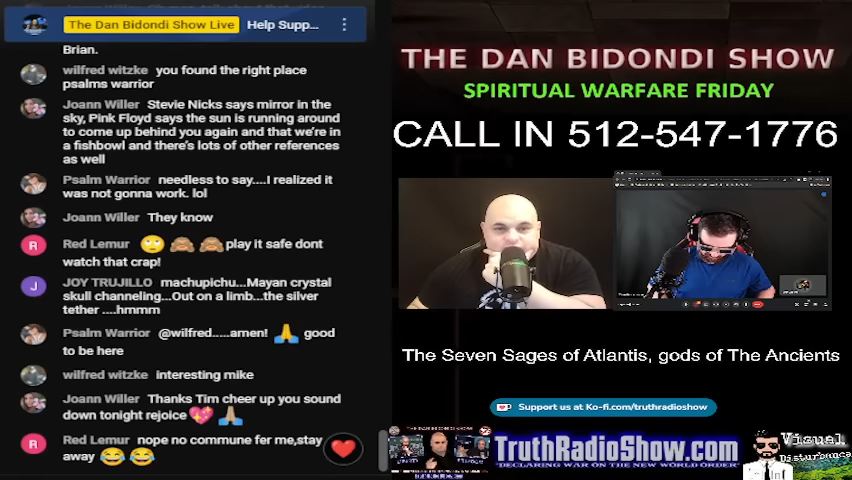 The Dan Bidondi Show Live Help Supp...
Brian.
wilfred witzke you found the right place
psalms warrior
Joann Willer Stevie Nicks says mirror in the
sky, Pink Floyd says the sun is running around
to come up behind you again and that we're in
a fishbowl and there's lots of other references
as well
Psalm Warrior needless to say....I realized it
was not gonna work. lol
Joann Willer They know
R Red Lemur 🙄 🙈 🙈 play it safe dont
watch that crap!
J JOY TRUJILLO machupichu...Mayan crystal
skull channeling...Out on a limb...the silver
tether ....hmmm
Psalm Warrior @wilfred.....amen! 🙏 good
to be here
wilfred witzke interesting mike
Joann Willer Thanks Tim cheer up you sound
down tonight rejoice 💖 🙏🏼
R Red Lemur nope no commune fer me,stay
away 😂 😂
THE DAN BIDONDI SHOW
SPIRITUAL WARFARE FRIDAY
CALL IN 512-547-1776
The Seven Sages of Atlantis, gods of The Ancients
Support us at Ko-fi.com/truthradioshow
TruthRadioShow.com
"DECLARING WAR ON THE NEW WORLD ORDER"
Visual
Disturbance